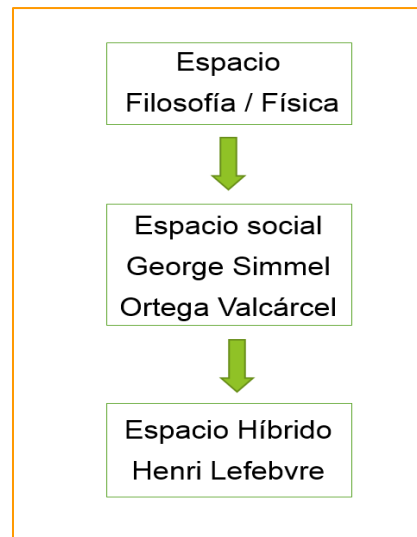 Espacio
Filosofía / Física
Espacio social
George Simmel
Ortega Valcárcel
Espacio Híbrido
Henri Lefebvre